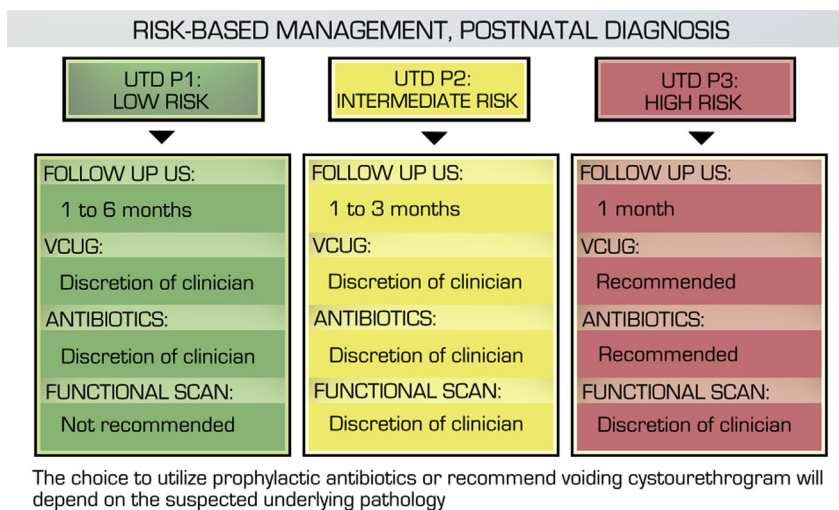 RISK-BASED MANAGEMENT, POSTNATAL DIAGNOSIS
UTD P1:
LOW RISK
FOLLOW UP US:
1 to 6 months
VCUG:
Discretion of clinician
ANTIBIOTICS:
Discretion of clinician
FUNCTIONAL SCAN:
Not recommended
UTD P2:
INTERMEDIATE RISK
FOLLOW UP US:
1 to 3 months
VCUG:
Discretion of clinician
ANTIBIOTICS:
Discretion of clinician
FUNCTIONAL SCAN:
Discretion of clinician
UTD P3:
HIGH RISK
FOLLOW UP US:
1 month
VCUG:
Recommended
ANTIBIOTICS:
Recommended
FUNCTIONAL SCAN:
Discretion of clinician
The choice to utilize prophylactic antibiotics or recommend voiding cystourethrogram will
depend on the suspected underlying pathology